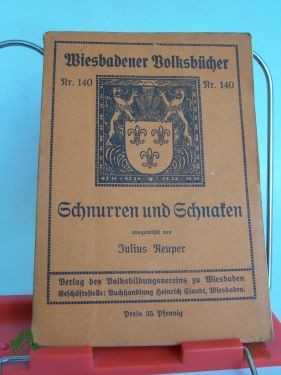 Wiesbadener Volksbücher
Nr. 140 Nr. 140
Schnurren und Schnaken
ausgewählt von
Julius Reuper
Verlag des Volksbildungsvereins zu Wiesbaden
Geschäftsstelle: Buchhandlung Heinrich Staadt, Wiesbaden.
Preis 35 Pfennig